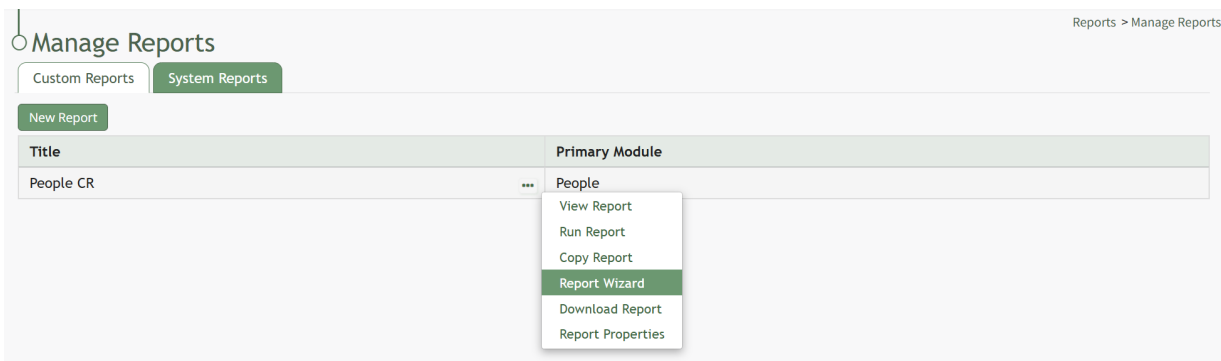 Reports > Manage Reports
Manage Reports
Custom Reports
System Reports
New Report
Title
Primary Module
People CR
•••
People
View Report
Run Report
Copy Report
Report Wizard
Download Report
Report Properties